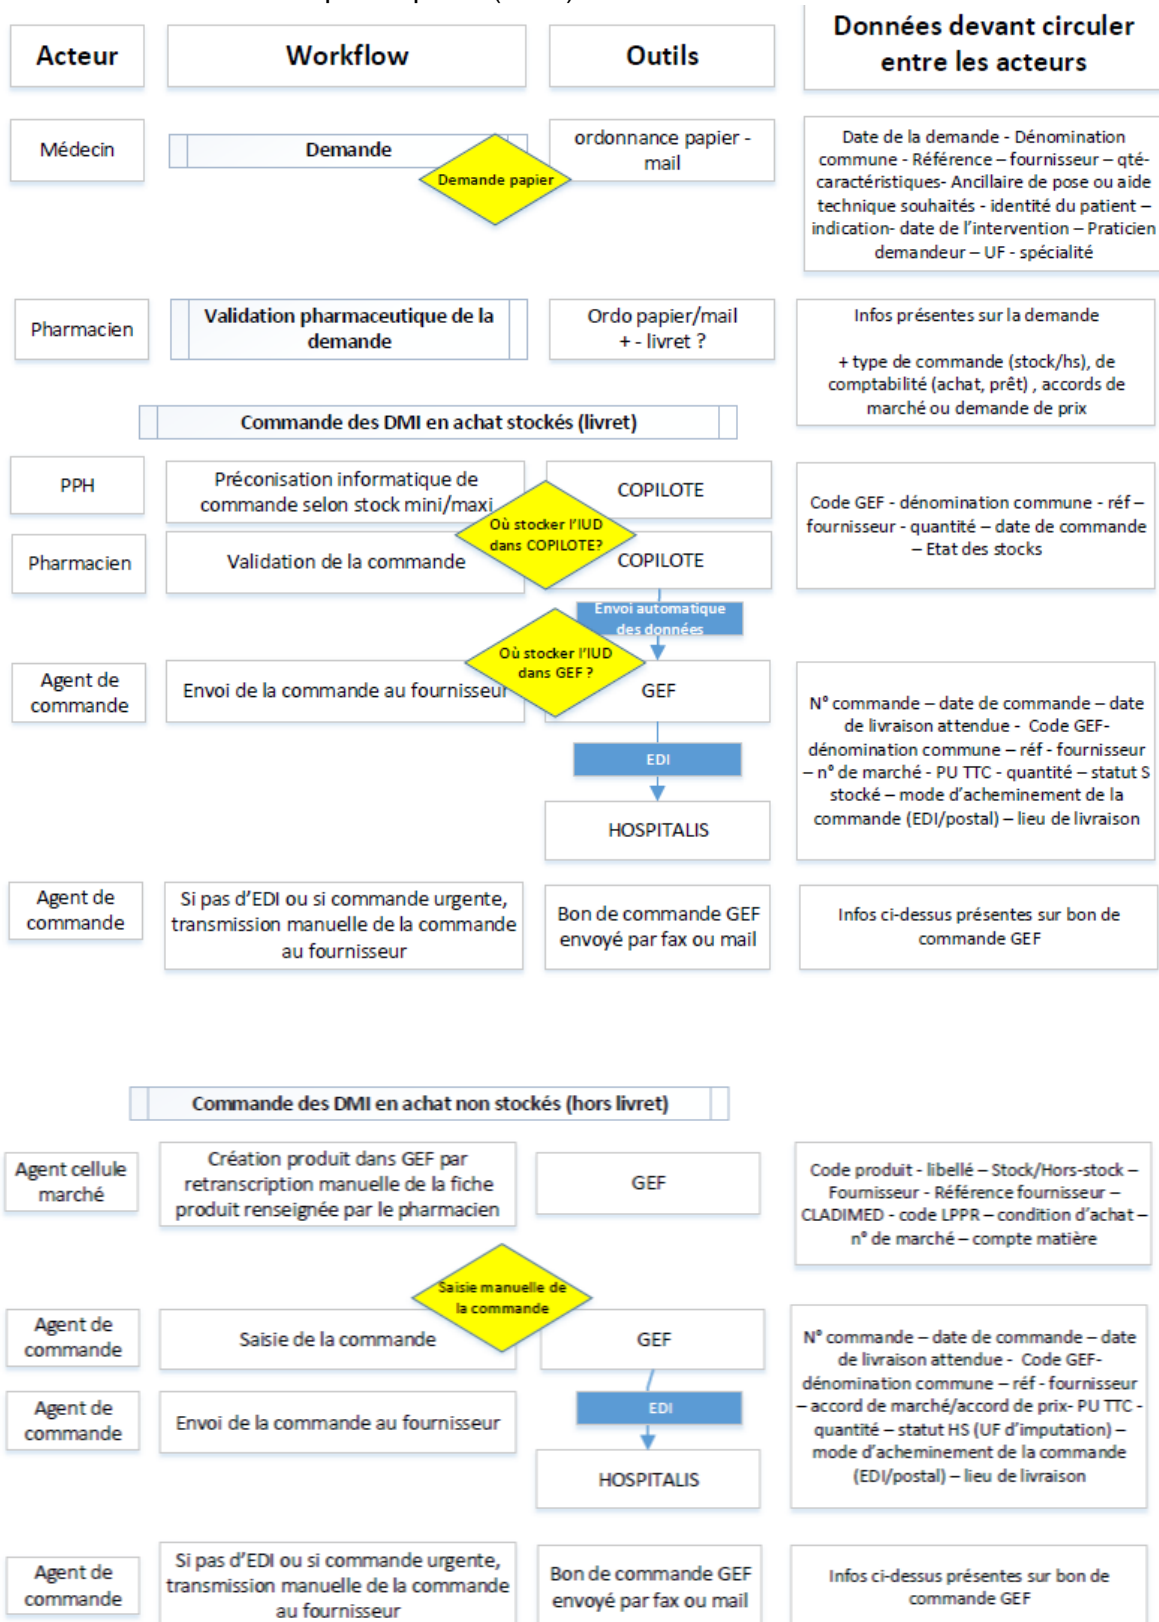 Acteur
Workflow
Outils
Données devant circuler
entre les acteurs
Médecin
Demande
Demande papier
ordonnance papier -
mail
Date de la demande - Dénomination
commune - Référence – fournisseur – qté-
caractéristiques- Ancillaire de pose ou aide
technique souhaités - identité du patient –
indication- date de l'intervention – Praticien
demandeur – UF - spécialité
Pharmacien
Validation pharmaceutique de la
demande
Ordo papier/mail
+ - livret ?
Infos présentes sur la demande
+ type de commande (stock/hs), de
comptabilité (achat, prêt) , accords de
marché ou demande de prix
Commande des DMI en achat stockés (livret)
PPH
Préconisation informatique de
commande selon stock mini/maxi
COPILOTE
Où stocker l'IUD
dans COPILOTE?
Code GEF - dénomination commune - réf –
fournisseur - quantité – date de commande
– Etat des stocks
Pharmacien
Validation de la commande
COPILOTE
Envoi automatique
des données
Où stocker l'IUD
dans GEF ?
Agent de
commande
Envoi de la commande au fournisseur
GEF
EDI
HOSPITALIS
N° commande – date de commande – date
de livraison attendue - Code GEF-
dénomination commune – réf - fournisseur
– n° de marché - PU TTC - quantité – statut S
stocké – mode d'acheminement de la
commande (EDI/postal) – lieu de livraison
Agent de
commande
Si pas d'EDI ou si commande urgente,
transmission manuelle de la commande
au fournisseur
Bon de commande GEF
envoyé par fax ou mail
Infos ci-dessus présentes sur bon de
commande GEF
Commande des DMI en achat non stockés (hors livret)
Agent cellule
marché
Création produit dans GEF par
retranscription manuelle de la fiche
produit renseignée par le pharmacien
GEF
Code produit - libellé – Stock/Hors-stock –
Fournisseur - Référence fournisseur –
CLADIMED - code LPPR – condition d'achat –
n° de marché – compte matière
Saisie manuelle de
la commande
Agent de
commande
Saisie de la commande
GEF
N° commande – date de commande – date
de livraison attendue - Code GEF-
dénomination commune – réf - fournisseur
– accord de marché/accord de prix- PU TTC -
quantité – statut HS (UF d'imputation) –
mode d'acheminement de la commande
(EDI/postal) – lieu de livraison
Agent de
commande
Envoi de la commande au fournisseur
EDI
HOSPITALIS
Agent de
commande
Si pas d'EDI ou si commande urgente,
transmission manuelle de la commande
au fournisseur
Bon de commande GEF
envoyé par fax ou mail
Infos ci-dessus présentes sur bon de
commande GEF